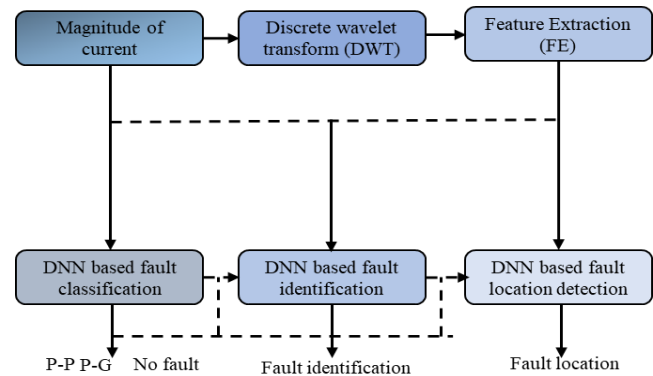 Magnitude of
current
Discrete wavelet
transform (DWT)
Feature Extraction
(FE)
DNN based fault
classification
DNN based fault
identification
DNN based fault
location detection
P-P P-G No fault
Fault identification
Fault location